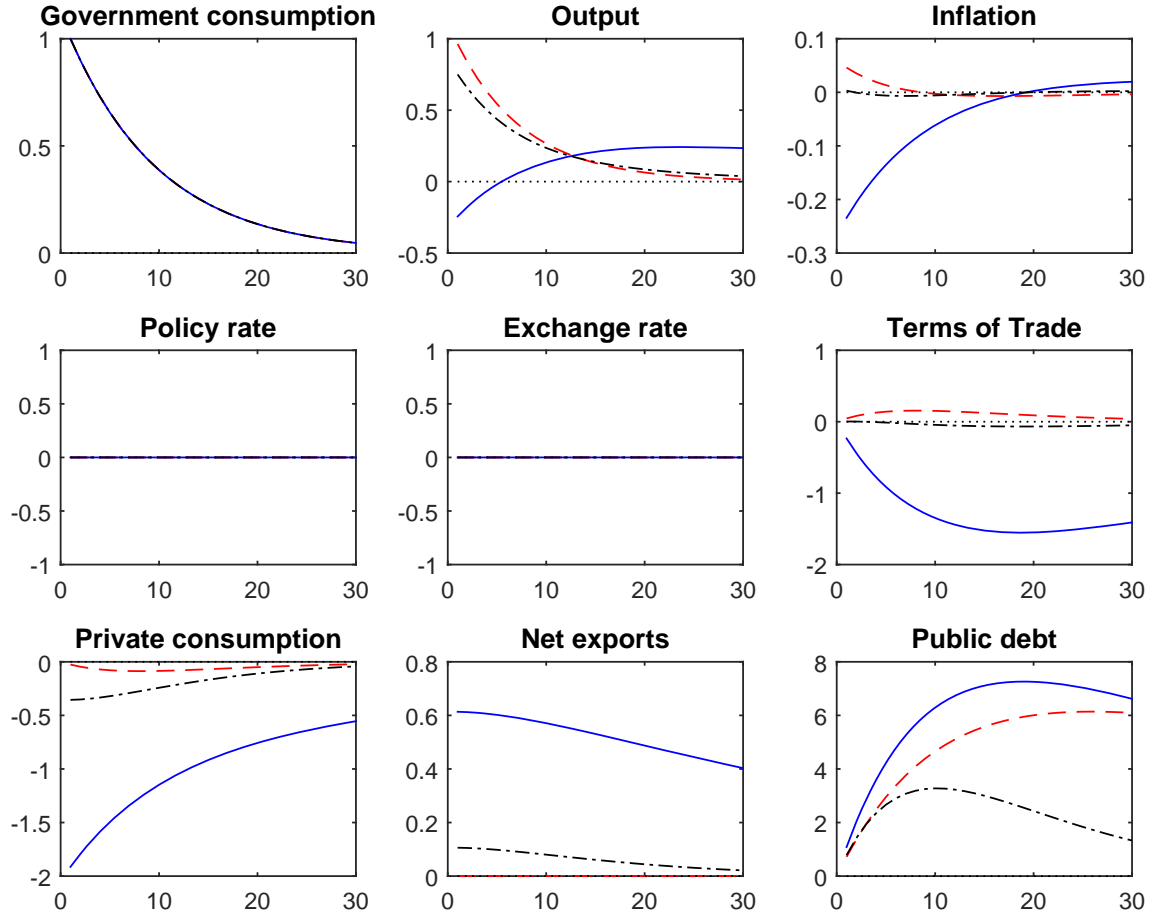 Government consumption
1
0.5
0
0 10 20 30
Output
1
0.5
0
-0.5
0 10 20 30
Inflation
0.1
0
-0.1
-0.2
-0.3
0 10 20 30
Policy rate
1
0.5
0
-0.5
-1
0 10 20 30
Exchange rate
1
0.5
0
-0.5
-1
0 10 20 30
Terms of Trade
1
0
-1
-2
0 10 20 30
Private consumption
0
-0.5
-1
-1.5
-2
0 10 20 30
Net exports
0.8
0.6
0.4
0.2
0
0 10 20 30
Public debt
8
6
4
2
0
0 10 20 30